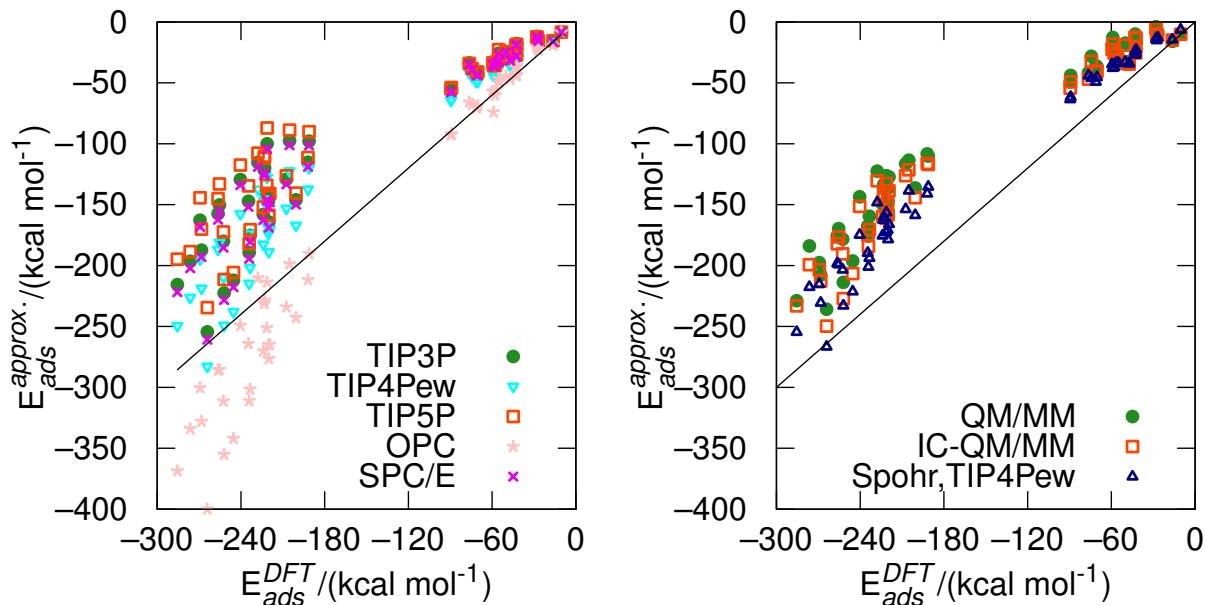 0
−50
−100
−150
−200
−250
−300
−350
−400
−300 −240 −180 −120 −60 0
E_ads^approx./(kcal mol⁻¹)
E_ads^DFT/(kcal mol⁻¹)
TIP3P
TIP4Pew
TIP5P
OPC
SPC/E
0
−50
−100
−150
−200
−250
−300
−350
−400
−300 −240 −180 −120 −60 0
E_ads^approx./(kcal mol⁻¹)
E_ads^DFT/(kcal mol⁻¹)
QM/MM
IC-QM/MM
Spohr,TIP4Pew